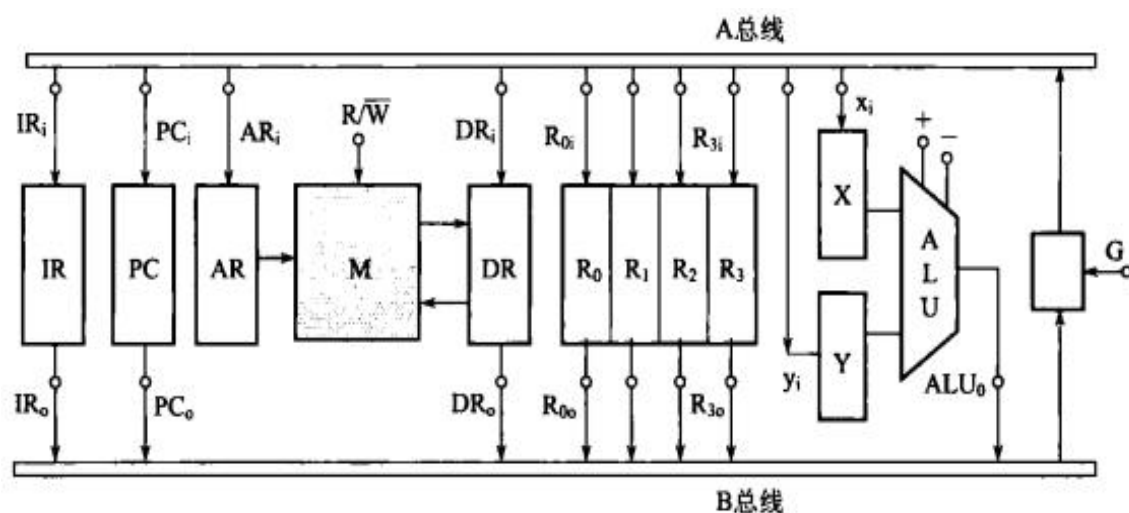 A总线
IRᵢ PCᵢ ARᵢ R/W̅ DRᵢ R₀ᵢ R₃ᵢ xᵢ + −
IR PC AR M DR R₀ R₁ R₂ R₃ X Y ALU G
IRₒ PCₒ DRₒ R₀ₒ R₃ₒ yᵢ ALU₀
B总线